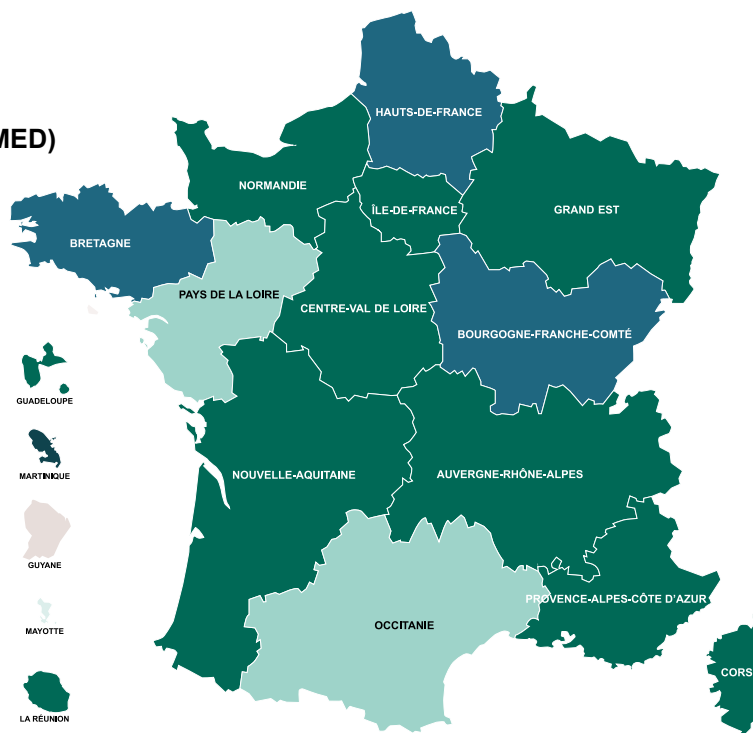 MED)
HAUTS-DE-FRANCE
NORMANDIE
ÎLE-DE-FRANCE
GRAND EST
BRETAGNE
PAYS DE LA LOIRE
CENTRE-VAL DE LOIRE
BOURGOGNE-FRANCHE-COMTÉ
GUADELOUPE
MARTINIQUE
NOUVELLE-AQUITAINE
AUVERGNE-RHÔNE-ALPES
GUYANE
PROVENCE-ALPES-CÔTE D'AZUR
MAYOTTE
OCCITANIE
CORS
LA RÉUNION